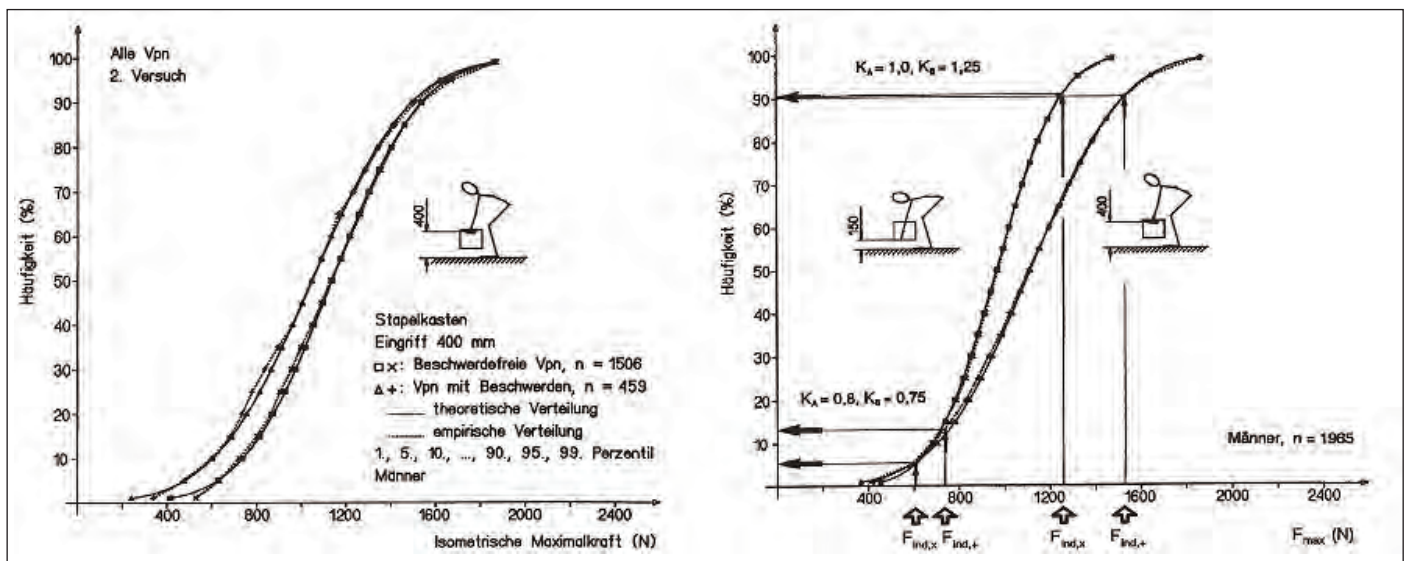 Alle Vpn
2. Versuch
Häufigkeit (%)
100
90
80
70
60
50
40
30
20
10
400
Stapelkasten
Eingriff 400 mm
□×: Beschwerdefreie Vpn, n = 1506
△+: Vpn mit Beschwerden, n = 459
theoretische Verteilung
empirische Verteilung
1., 5., 10., ..., 90., 95., 99. Perzentil
Männer
400 800 1200 1600 2000 2400
Isometrische Maximalkraft (N)
Häufigkeit (%)
100
90
80
70
60
50
40
30
20
10
K_A = 1,0, K_B = 1,25
150
400
K_A = 0,8, K_B = 0,75
Männer, n = 1965
400 800 1200 1600 2000 2400
F_ind,x F_ind,+ F_ind,x F_ind,+ F_max (N)